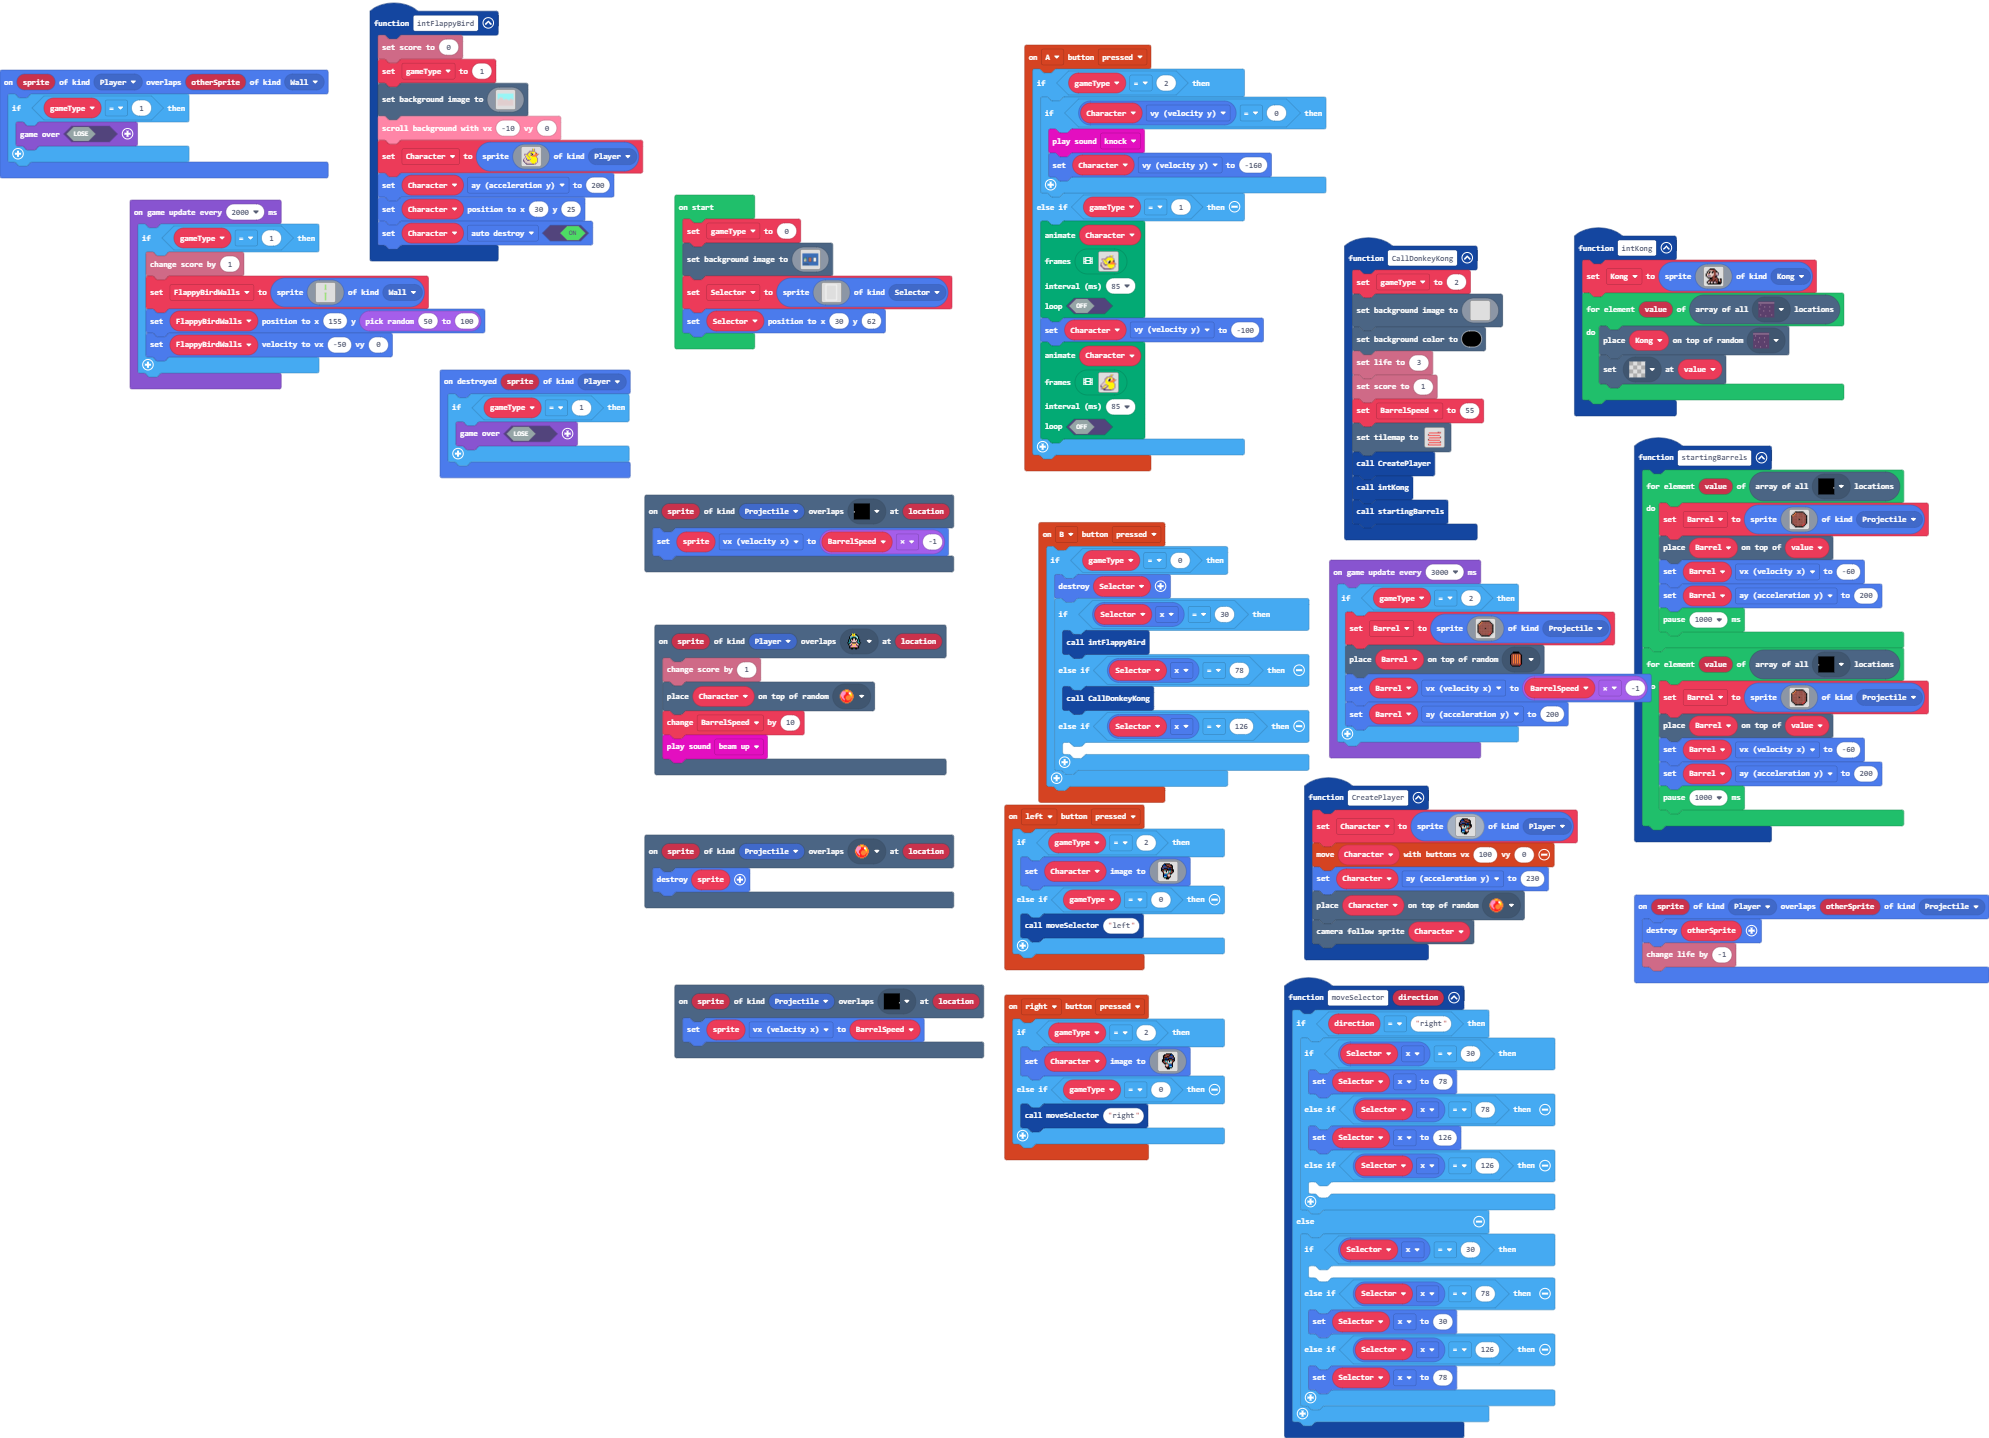 function intFlappyBird
set score to 0
set gameType to 1
set background image to
scroll background with vx -10 vy 0
set Character to sprite of kind Player
set Character ay (acceleration y) to 200
set Character position to x 30 y 25
set Character auto destroy ON
on sprite of kind Player overlaps otherSprite of kind Wall
if gameType = 1 then
game over LOSE
on game update every 2000 ms
if gameType = 1 then
change score by 1
set FlappyBirdWalls to sprite of kind Wall
set FlappyBirdWalls position to x 155 y pick random 50 to 100
set FlappyBirdWalls velocity to vx -50 vy 0
on destroyed sprite of kind Player
if gameType = 1 then
game over LOSE
on start
set gameType to 0
set background image to
set Selector to sprite of kind Selector
set Selector position to x 30 y 62
on sprite of kind Projectile overlaps at location
set sprite vx (velocity x) to BarrelSpeed × -1
on sprite of kind Player overlaps at location
change score by 1
place Character on top of random
change BarrelSpeed by 10
play sound beam up
on sprite of kind Projectile overlaps at location
destroy sprite
on sprite of kind Projectile overlaps at location
set sprite vx (velocity x) to BarrelSpeed
on A button pressed
if gameType = 2 then
if Character vy (velocity y) = 0 then
play sound knock
set Character vy (velocity y) to -160
else if gameType = 1 then
animate Character
frames
interval (ms) 85
loop OFF
set Character vy (velocity y) to -100
animate Character
frames
interval (ms) 85
loop OFF
on B button pressed
if gameType = 0 then
destroy Selector
if Selector x = 30 then
call intFlappyBird
else if Selector x = 78 then
call CallDonkeyKong
else if Selector x = 126 then
on left button pressed
if gameType = 2 then
set Character image to
else if gameType = 0 then
call moveSelector "left"
on right button pressed
if gameType = 2 then
set Character image to
else if gameType = 0 then
call moveSelector "right"
function CallDonkeyKong
set gameType to 2
set background image to
set background color to
set life to 3
set score to 1
set BarrelSpeed to 55
set tilemap to
call CreatePlayer
call intKong
call startingBarrels
on game update every 3000 ms
if gameType = 2 then
set Barrel to sprite of kind Projectile
place Barrel on top of random
set Barrel vx (velocity x) to BarrelSpeed × -1
set Barrel ay (acceleration y) to 200
function CreatePlayer
set Character to sprite of kind Player
move Character with buttons vx 100 vy 0
set Character ay (acceleration y) to 230
place Character on top of random
camera follow sprite Character
function moveSelector direction
if direction = "right" then
if Selector x = 30 then
set Selector x to 78
else if Selector x = 78 then
set Selector x to 126
else if Selector x = 126 then
else
if Selector x = 30 then
else if Selector x = 78 then
set Selector x to 30
else if Selector x = 126 then
set Selector x to 78
function intKong
set Kong to sprite of kind Kong
for element value of array of all locations
do
place Kong on top of random
set at value
function startingBarrels
for element value of array of all locations
do
set Barrel to sprite of kind Projectile
place Barrel on top of value
set Barrel vx (velocity x) to -60
set Barrel ay (acceleration y) to 200
pause 1000 ms
for element value of array of all locations
set Barrel to sprite of kind Projectile
place Barrel on top of value
set Barrel vx (velocity x) to -60
set Barrel ay (acceleration y) to 200
pause 1000 ms
on sprite of kind Player overlaps otherSprite of kind Projectile
destroy otherSprite
change life by -1